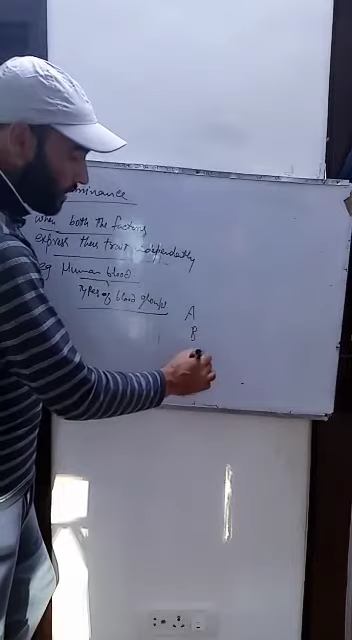 minance
when both the factors
express their trait independently
eg Human blood
Types of blood groups.
A
B